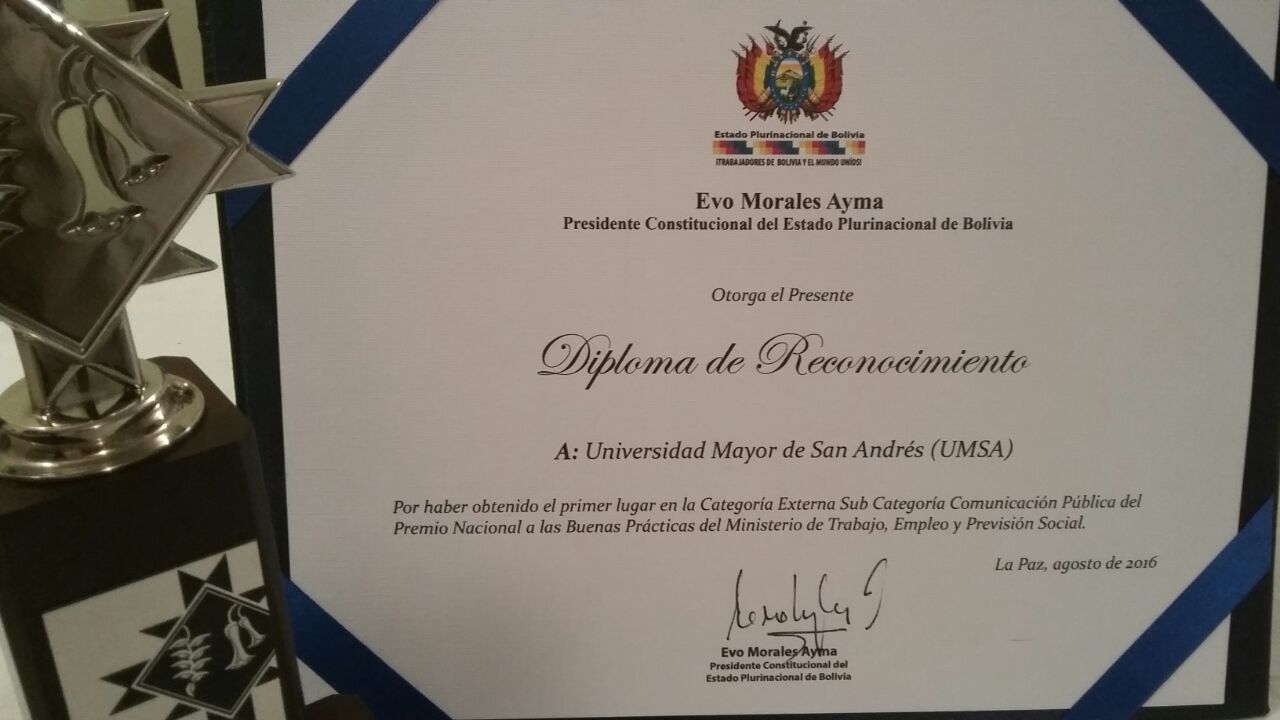 Estado Plurinacional de Bolivia
¡TRABAJADORES DE BOLIVIA Y EL MUNDO UNÍOS!
Evo Morales Ayma
Presidente Constitucional del Estado Plurinacional de Bolivia
Otorga el Presente
Diploma de Reconocimiento
A: Universidad Mayor de San Andrés (UMSA)
Por haber obtenido el primer lugar en la Categoría Externa Sub Categoría Comunicación Pública del
Premio Nacional a las Buenas Prácticas del Ministerio de Trabajo, Empleo y Previsión Social.
La Paz, agosto de 2016
Evo Morales Ayma
Presidente Constitucional del
Estado Plurinacional de Bolivia